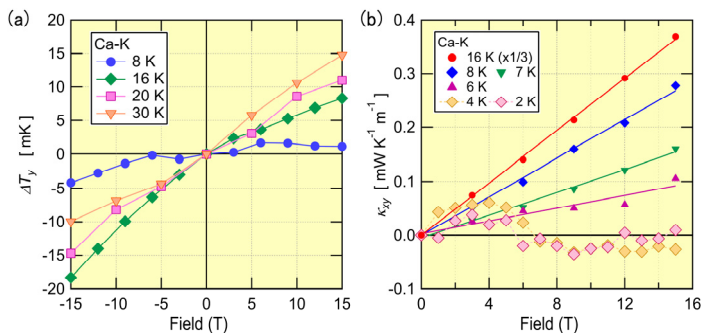 (a)
ΔT_y [ mK ]
20
15
10
5
0
-5
-10
-15
-20
Ca-K
8 K
16 K
20 K
30 K
-15 -10 -5 0 5 10 15
Field (T)
(b)
κ_xy [ mW K⁻¹ m⁻¹ ]
0.4
0.3
0.2
0.1
0.0
-0.1
Ca-K
16 K (x1/3)
8 K 7 K
6 K
4 K 2 K
0 4 8 12 16
Field (T)